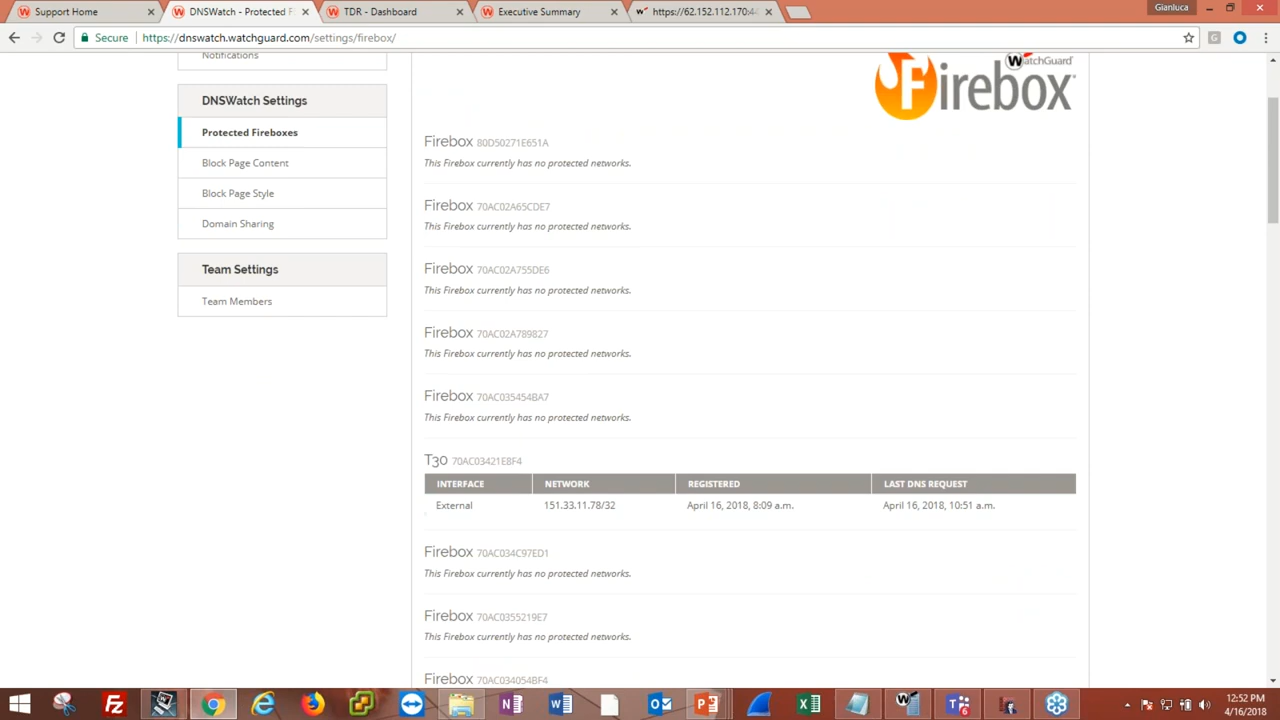 Support Home
DNSWatch - Protected Fi
TDR - Dashboard
Executive Summary
https://62.152.112.170:44
Gianluca
Secure
https://dnswatch.watchguard.com/settings/firebox/
Notifications
DNSWatch Settings
Protected Fireboxes
Block Page Content
Block Page Style
Domain Sharing
Team Settings
Team Members
WatchGuard
Firebox
Firebox 80D50271E651A
This Firebox currently has no protected networks.
Firebox 70AC02A65CDE7
This Firebox currently has no protected networks.
Firebox 70AC02A755DE6
This Firebox currently has no protected networks.
Firebox 70AC02A789827
This Firebox currently has no protected networks.
Firebox 70AC035454BA7
This Firebox currently has no protected networks.
T30 70AC03421E8F4
INTERFACE NETWORK REGISTERED LAST DNS REQUEST
External 151.33.11.78/32 April 16, 2018, 8:09 a.m. April 16, 2018, 10:51 a.m.
Firebox 70AC034C97ED1
This Firebox currently has no protected networks.
Firebox 70AC0355219E7
This Firebox currently has no protected networks.
Firebox 70AC034054BF4
12:52 PM
4/16/2018